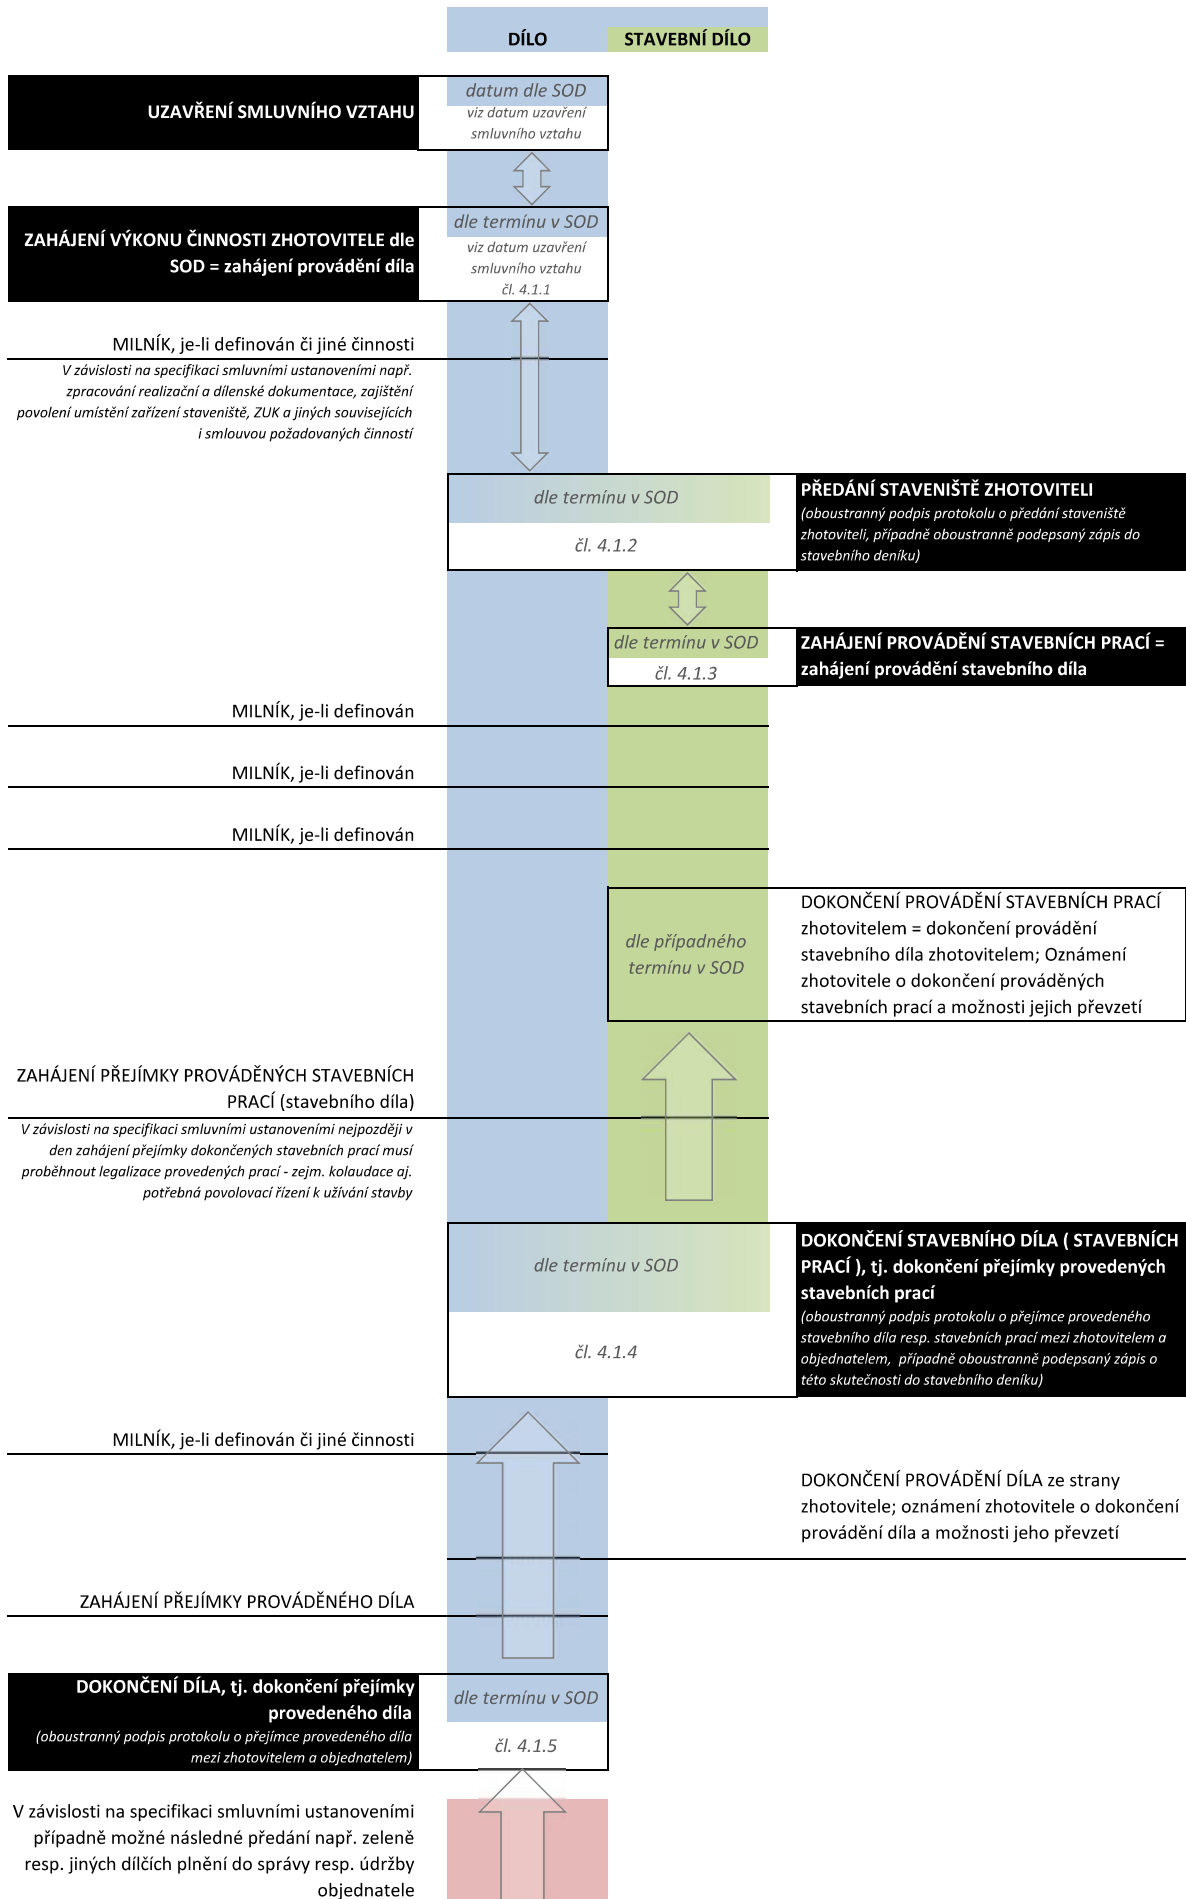 DÍLO
STAVEBNÍ DÍLO
UZAVŘENÍ SMLUVNÍHO VZTAHU
datum dle SOD
viz datum uzavření
smluvního vztahu
ZAHÁJENÍ VÝKONU ČINNOSTI ZHOTOVITELE dle
SOD = zahájení provádění díla
dle termínu v SOD
viz datum uzavření
smluvního vztahu
čl. 4.1.1
MILNÍK, je-li definován či jiné činnosti
V závislosti na specifikaci smluvními ustanoveními např.
zpracování realizační a dílenské dokumentace, zajištění
povolení umístění zařízení staveniště, ZUK a jiných souvisejících
i smlouvou požadovaných činností
dle termínu v SOD
čl. 4.1.2
PŘEDÁNÍ STAVENIŠTĚ ZHOTOVITELI
(oboustranný podpis protokolu o předání staveniště
zhotoviteli, případně oboustranně podepsaný zápis do
stavebního deníku)
dle termínu v SOD
čl. 4.1.3
ZAHÁJENÍ PROVÁDĚNÍ STAVEBNÍCH PRACÍ =
zahájení provádění stavebního díla
MILNÍK, je-li definován
MILNÍK, je-li definován
MILNÍK, je-li definován
dle případného
termínu v SOD
DOKONČENÍ PROVÁDĚNÍ STAVEBNÍCH PRACÍ
zhotovitelem = dokončení provádění
stavebního díla zhotovitelem; Oznámení
zhotovitele o dokončení prováděných
stavebních prací a možnosti jejich převzetí
ZAHÁJENÍ PŘEJÍMKY PROVÁDĚNÝCH STAVEBNÍCH
PRACÍ (stavebního díla)
V závislosti na specifikaci smluvními ustanoveními nejpozději v
den zahájení přejímky dokončených stavebních prací musí
proběhnout legalizace provedených prací - zejm. kolaudace aj.
potřebná povolovací řízení k užívání stavby
dle termínu v SOD
čl. 4.1.4
DOKONČENÍ STAVEBNÍHO DÍLA ( STAVEBNÍCH
PRACÍ ), tj. dokončení přejímky provedených
stavebních prací
(oboustranný podpis protokolu o přejímce provedeného
stavebního díla resp. stavebních prací mezi zhotovitelem a
objednatelem, případně oboustranně podepsaný zápis o
této skutečnosti do stavebního deníku)
MILNÍK, je-li definován či jiné činnosti
DOKONČENÍ PROVÁDĚNÍ DÍLA ze strany
zhotovitele; oznámení zhotovitele o dokončení
provádění díla a možnosti jeho převzetí
ZAHÁJENÍ PŘEJÍMKY PROVÁDĚNÉHO DÍLA
DOKONČENÍ DÍLA, tj. dokončení přejímky
provedeného díla
(oboustranný podpis protokolu o přejímce provedeného díla
mezi zhotovitelem a objednatelem)
dle termínu v SOD
čl. 4.1.5
V závislosti na specifikaci smluvními ustanoveními
případně možné následné předání např. zeleně
resp. jiných dílčích plnění do správy resp. údržby
objednatele